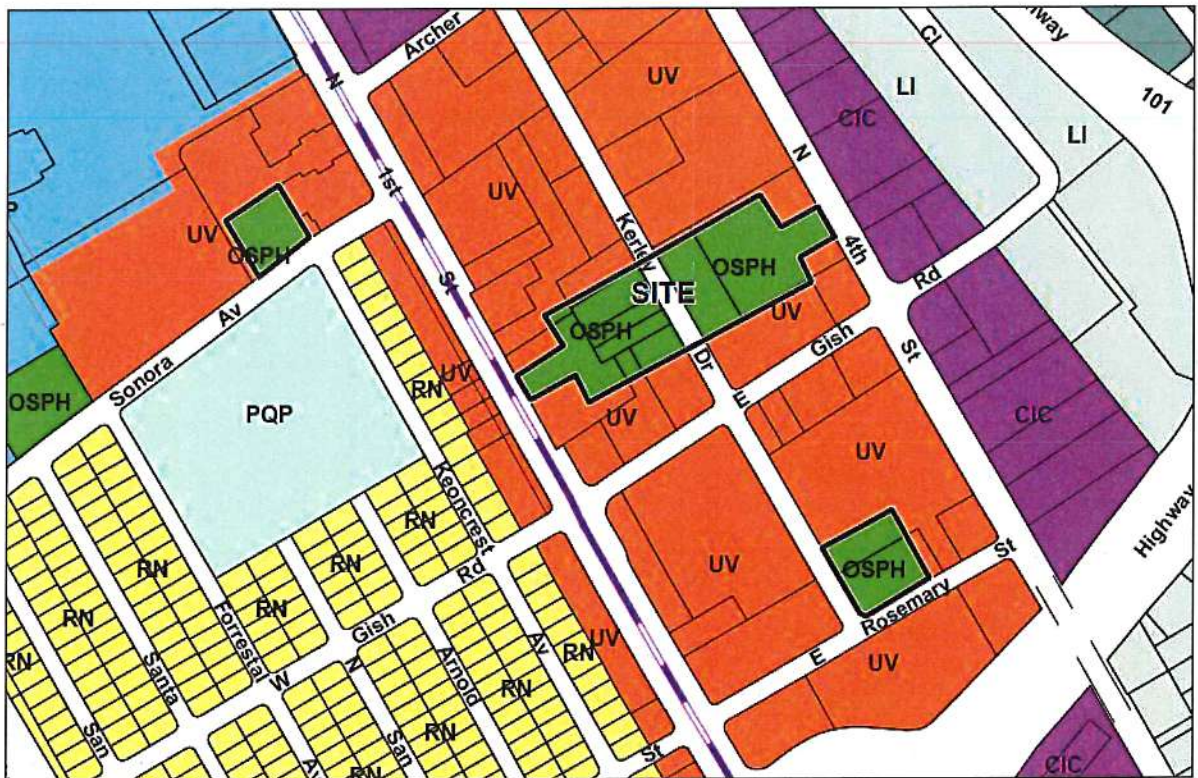 Archer
N
1st
St
UV
UV
CIC
N
Cl
LI
LI
101
UV
OSPH
Sonora
Av
OSPH
PQP
RN
UV
Kerley
Dr
SITE
OSPH
OSPH
UV
UV
4th
St
Rd
Gish
E
CIC
UV
UV
OSPH
Rosemary
St
E
UV
Highway
CIC
Keoncrest
Av
RN
RN
RN
RN
RN
RN
RN
RN
RN
RN
UV
Rd
Gish
W
Forrestal
Av
Santa
San
N
San
Arnold
St